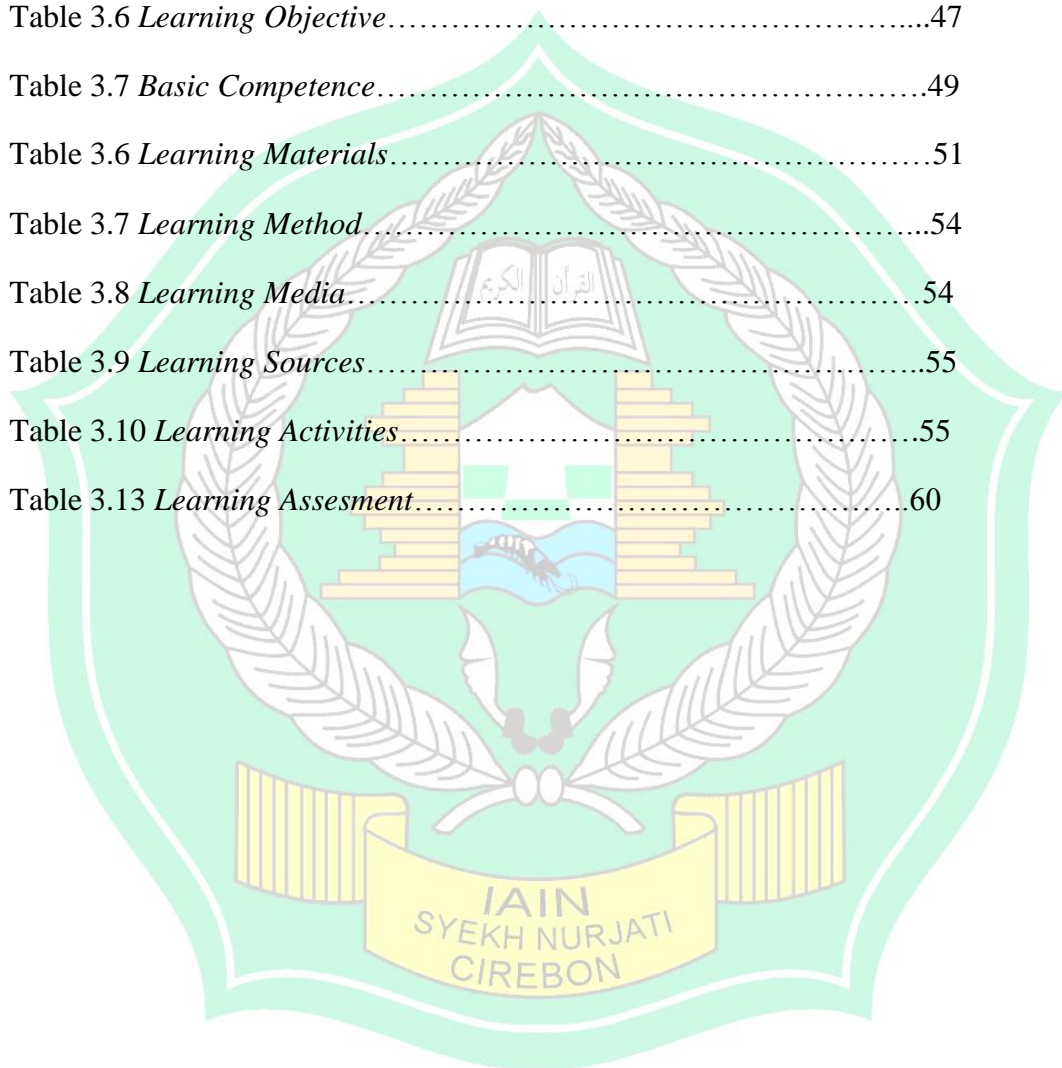 Table 3.6 Learning Objective…………………………………………………....47
Table 3.7 Basic Competence……………………………………………….49
Table 3.6 Learning Materials………………………………………………51
Table 3.7 Learning Method………………………………………………..54
Table 3.8 Learning Media…………………………………………………54
Table 3.9 Learning Sources……………………………………………….55
Table 3.10 Learning Activities…………………………………………….55
Table 3.13 Learning Assesment………………………………………….60
القرأن الكريم
IAIN
SYEKH NURJATI
CIREBON